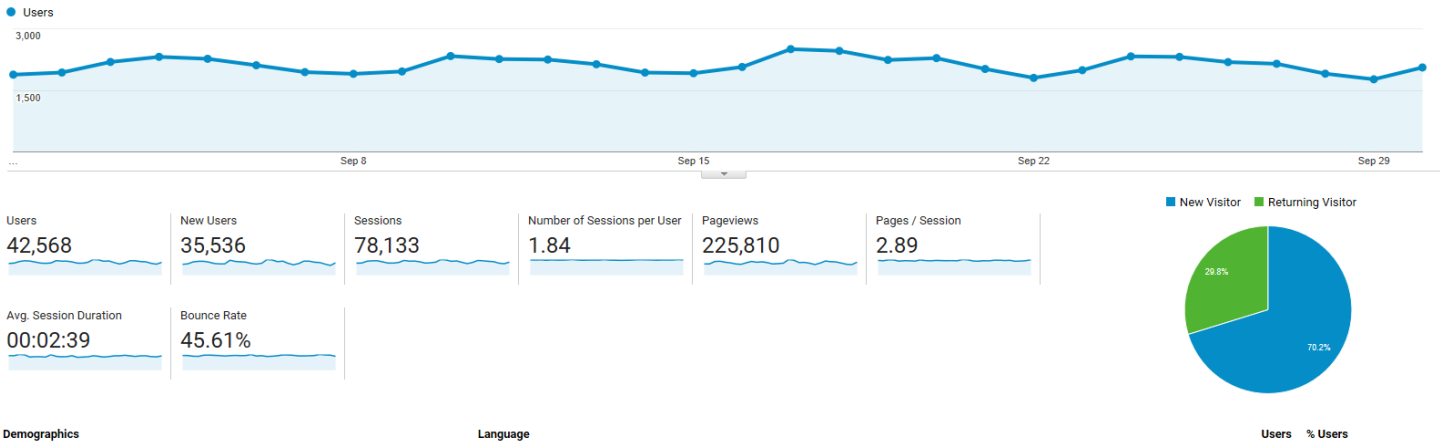 Users
3,000
1,500
... Sep 8 Sep 15 Sep 22 Sep 29
New Visitor Returning Visitor
Users New Users Sessions Number of Sessions per User Pageviews Pages / Session
42,568 35,536 78,133 1.84 225,810 2.89
29.8%
70.2%
Avg. Session Duration Bounce Rate
00:02:39 45.61%
Demographics Language Users % Users